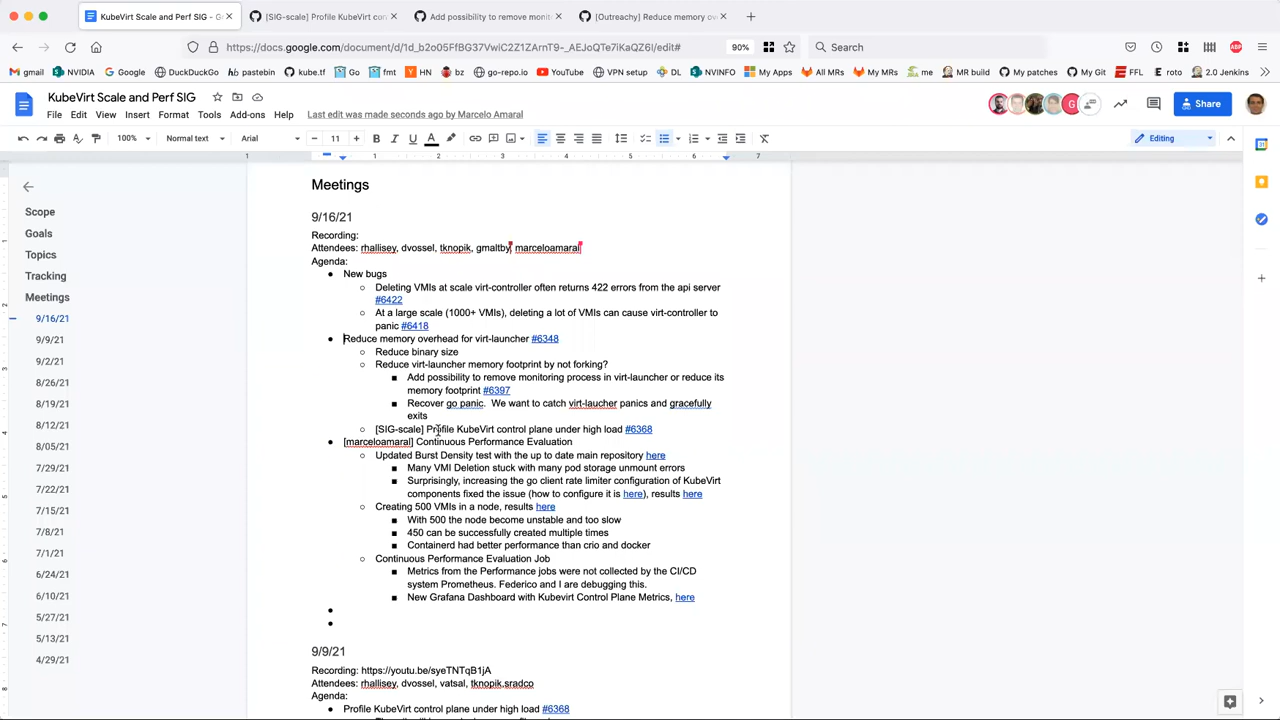 KubeVirt Scale and Perf SIG - G
[SIG-scale] Profile KubeVirt con
Add possibility to remove monit
[Outreachy] Reduce memory ov
https://docs.google.com/document/d/1d_b2o05FfBG37VwiC2Z1ZArnT9-_AEJoQTe7iKaQZ6I/edit#
90%
Search
gmail
NVIDIA
Google
DuckDuckGo
pastebin
kube.tf
Go
fmt
HN
bz
go-repo.io
YouTube
VPN setup
DL
NVINFO
My Apps
All MRs
My MRs
me
MR build
My patches
My Git
FFL
roto
2.0 Jenkins
KubeVirt Scale and Perf SIG
File Edit View Insert Format Tools Add-ons Help
Last edit was made seconds ago by Marcelo Amaral
Share
100%
Normal text
Arial
11
Editing
1 1 2 3 4 5 6 7
Scope
Goals
Topics
Tracking
Meetings
9/16/21
9/9/21
9/2/21
8/26/21
8/19/21
8/12/21
8/05/21
7/29/21
7/22/21
7/15/21
7/8/21
7/1/21
6/24/21
6/10/21
5/27/21
5/13/21
4/29/21
Meetings
9/16/21
Recording:
Attendees: rhallisey, dvossel, tknopik, gmaltby, marceloamaral
Agenda:
New bugs
Deleting VMIs at scale virt-controller often returns 422 errors from the api server
#6422
At a large scale (1000+ VMIs), deleting a lot of VMIs can cause virt-controller to
panic #6418
Reduce memory overhead for virt-launcher #6348
Reduce binary size
Reduce virt-launcher memory footprint by not forking?
Add possibility to remove monitoring process in virt-launcher or reduce its
memory footprint #6397
Recover go panic. We want to catch virt-laucher panics and gracefully
exits
[SIG-scale] Profile KubeVirt control plane under high load #6368
[marceloamaral] Continuous Performance Evaluation
Updated Burst Density test with the up to date main repository here
Many VMI Deletion stuck with many pod storage unmount errors
Surprisingly, increasing the go client rate limiter configuration of KubeVirt
components fixed the issue (how to configure it is here), results here
Creating 500 VMIs in a node, results here
With 500 the node become unstable and too slow
450 can be successfully created multiple times
Containerd had better performance than crio and docker
Continuous Performance Evaluation Job
Metrics from the Performance jobs were not collected by the CI/CD
system Prometheus. Federico and I are debugging this.
New Grafana Dashboard with Kubevirt Control Plane Metrics, here
9/9/21
Recording: https://youtu.be/syeTNTqB1jA
Attendees: rhallisey, dvossel, vatsal, tknopik,sradco
Agenda:
Profile KubeVirt control plane under high load #6368